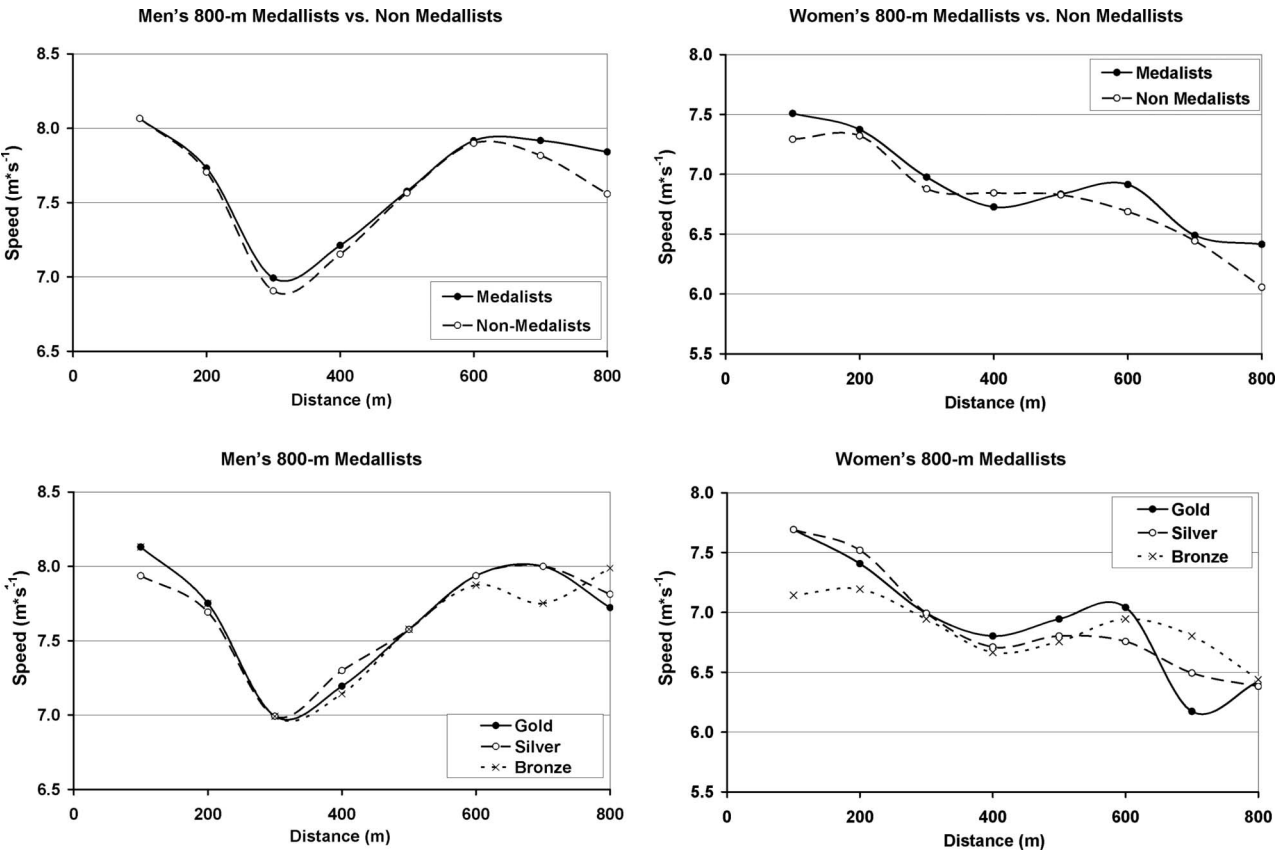 Men's 800-m Medallists vs. Non Medallists
8.5
8.0
7.5
7.0
6.5
Speed (m*s-1)
0 200 400 600 800
Distance (m)
Medalists
Non-Medalists
Women's 800-m Medallists vs. Non Medallists
8.0
7.5
7.0
6.5
6.0
5.5
Speed (m*s-1)
0 200 400 600 800
Distance (m)
Medalists
Non Medalists
Men's 800-m Medallists
8.5
8.0
7.5
7.0
6.5
Speed (m*s-1)
0 200 400 600 800
Distance (m)
Gold
Silver
Bronze
Women's 800-m Medallists
8.0
7.5
7.0
6.5
6.0
5.5
Speed (m*s-1)
0 200 400 600 800
Distance (m)
Gold
Silver
Bronze